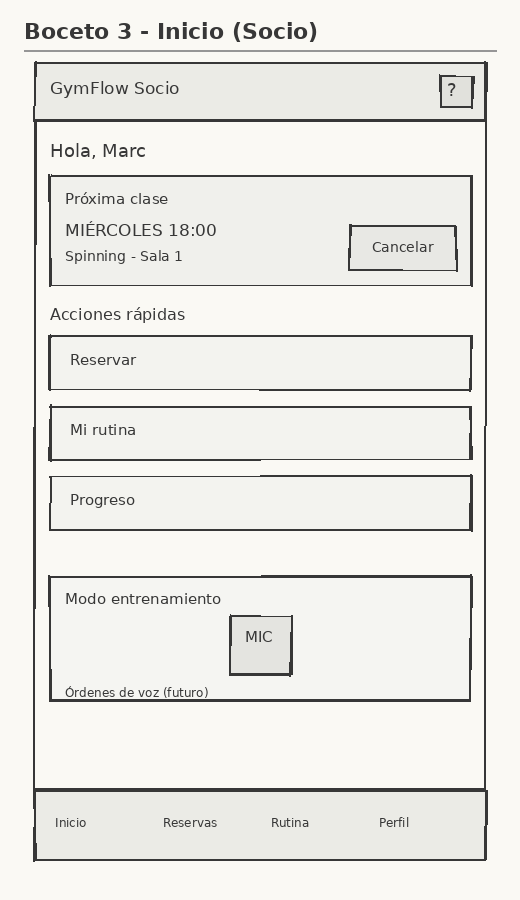 Boceto 3 - Inicio (Socio)
GymFlow Socio
?
Hola, Marc
Próxima clase
MIÉRCOLES 18:00
Spinning - Sala 1
Cancelar
Acciones rápidas
Reservar
Mi rutina
Progreso
Modo entrenamiento
MIC
Órdenes de voz (futuro)
Inicio Reservas Rutina Perfil